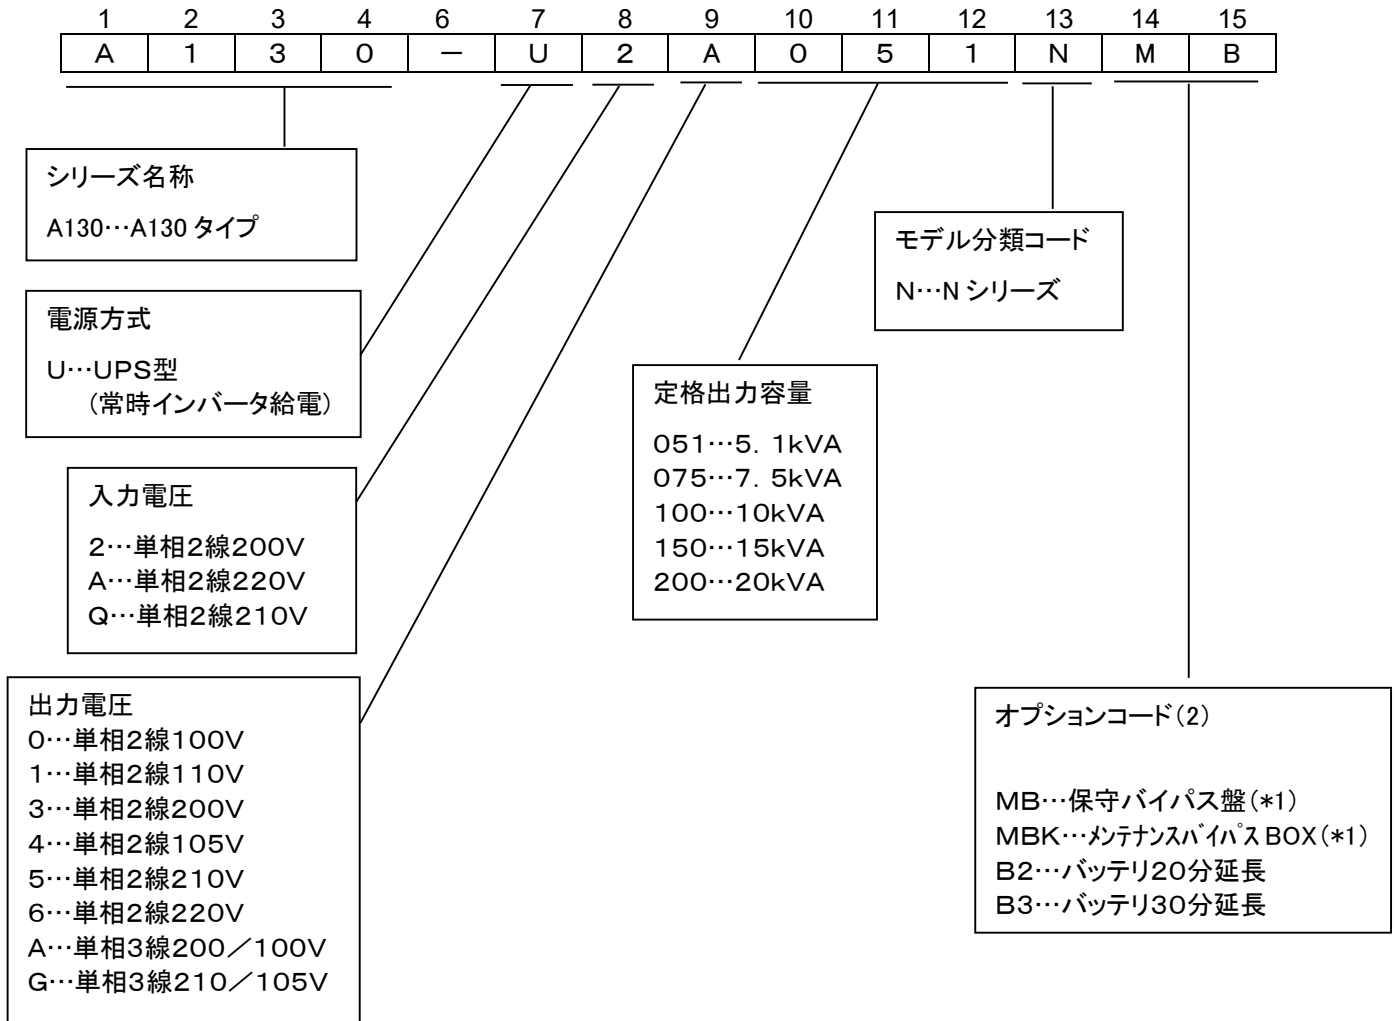 1 2 3 4 6 7 8 9 10 11 12 13 14 15
A 1 3 0 － U 2 A 0 5 1 N M B
シリーズ名称
A130…A130 タイプ
電源方式
U…UPS型
（常時インバータ給電）
入力電圧
2…単相2線200V
A…単相2線220V
Q…単相2線210V
出力電圧
0…単相2線100V
1…単相2線110V
3…単相2線200V
4…単相2線105V
5…単相2線210V
6…単相2線220V
A…単相3線200／100V
G…単相3線210／105V
定格出力容量
051…5．1kVA
075…7．5kVA
100…10kVA
150…15kVA
200…20kVA
モデル分類コード
N…N シリーズ
オプションコード（2）
MB…保守バイパス盤（*1）
MBK…ﾒﾝﾃﾅﾝｽﾊﾞｲﾊﾟｽ BOX（*1）
B2…バッテリ20分延長
B3…バッテリ30分延長